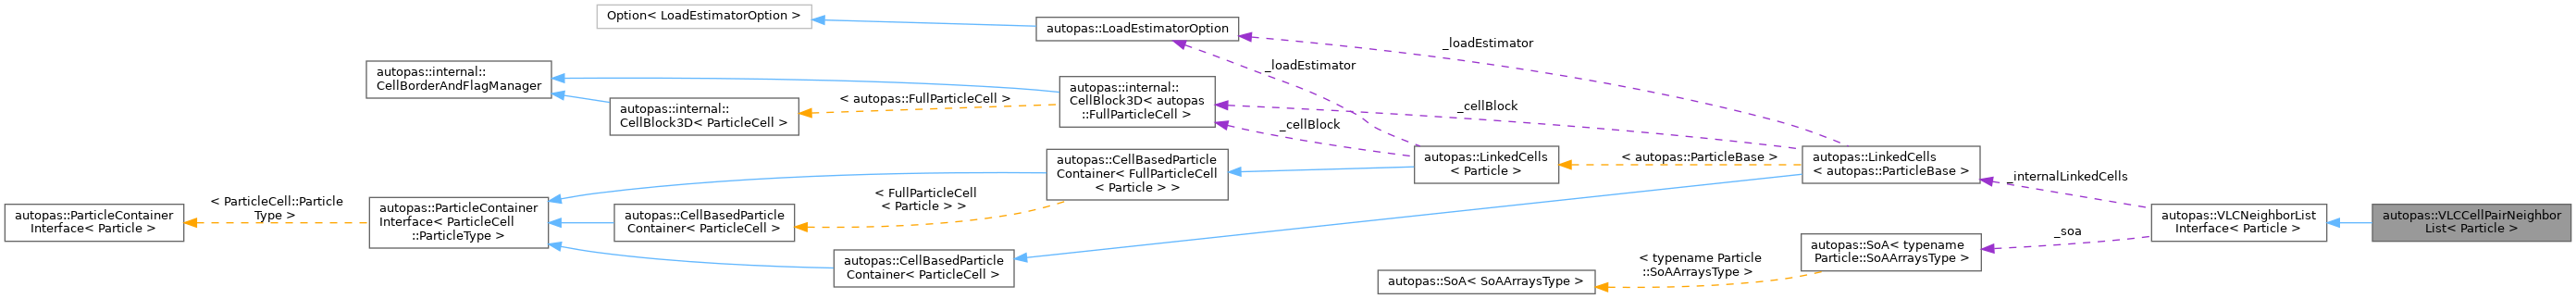 Option< LoadEstimatorOption >
autopas::LoadEstimatorOption
_loadEstimator
_loadEstimator
autopas::internal::
CellBorderAndFlagManager
autopas::internal::
CellBlock3D< ParticleCell >
< autopas::FullParticleCell >
autopas::internal::
CellBlock3D< autopas
::FullParticleCell >
_cellBlock
_cellBlock
autopas::CellBasedParticle
Container< FullParticleCell
< Particle > >
autopas::LinkedCells
< Particle >
< autopas::ParticleBase >
autopas::LinkedCells
< autopas::ParticleBase >
_internalLinkedCells
autopas::ParticleContainer
Interface< Particle >
< ParticleCell::Particle
Type >
autopas::ParticleContainer
Interface< ParticleCell
::ParticleType >
autopas::CellBasedParticle
Container< ParticleCell >
< FullParticleCell
< Particle > >
autopas::CellBasedParticle
Container< ParticleCell >
autopas::SoA< SoAArraysType >
< typename Particle
::SoAArraysType >
autopas::SoA< typename
Particle::SoAArraysType >
_soa
autopas::VLCNeighborList
Interface< Particle >
autopas::VLCCellPairNeighbor
List< Particle >